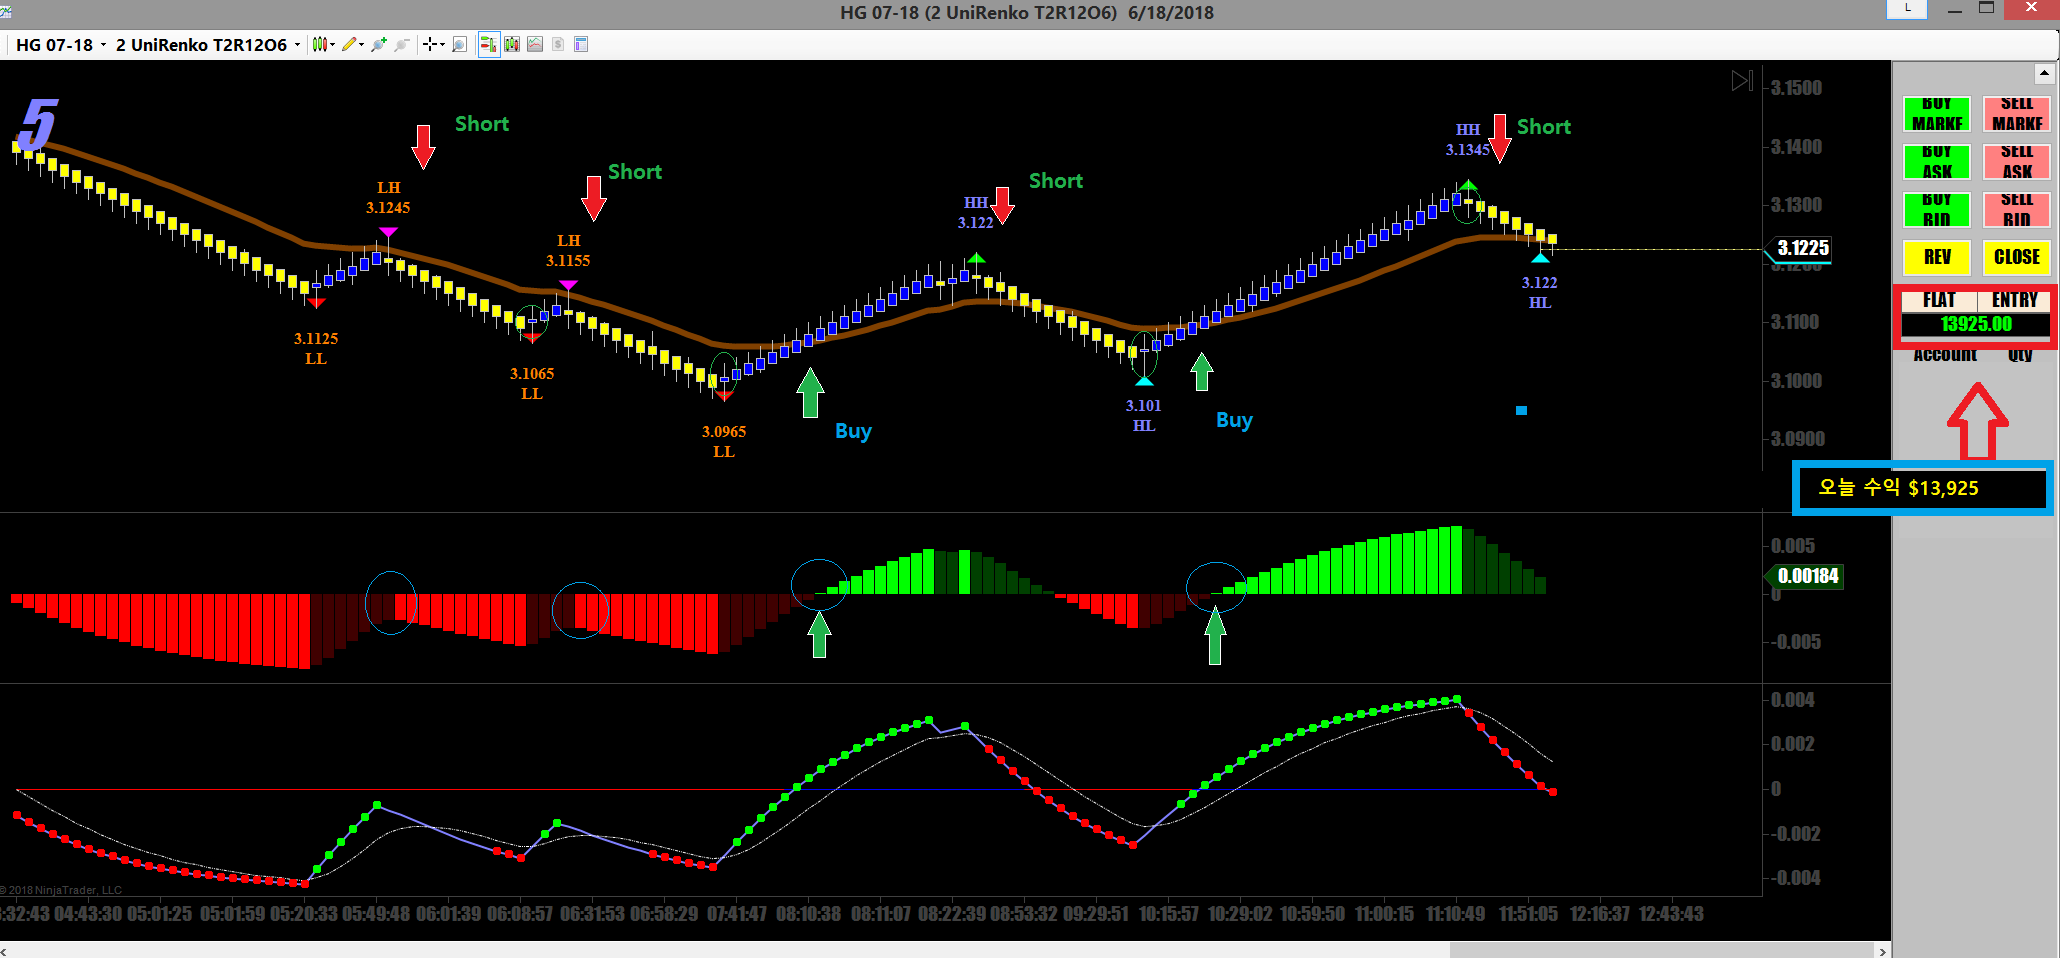 HG 07-18 (2 UniRenko T2R12O6)  6/18/2018
L
HG 07-18
2 UniRenko T2R12O6
5
Short
Short
Short
Short
LH
3.1245
LH
3.1155
HH
3.122
HH
3.1345
3.1125
LL
3.1065
LL
3.0965
LL
3.101
HL
3.122
HL
Buy
Buy
3.1500
3.1400
3.1300
3.1225
3.1200
3.1100
3.1000
3.0900
BUY MARKE
SELL MARKE
BUY ASK
SELL ASK
BUY BID
SELL BID
REV
CLOSE
FLAT
ENTRY
13925.00
Account
Qty
오늘 수익 $13,925
0.005
0.00184
0
-0.005
0.004
0.002
0
-0.002
-0.004
© 2018 NinjaTrader, LLC
3:32:43 04:43:30 05:01:25 05:01:59 05:20:33 05:49:48 06:01:39 06:08:57 06:31:53 06:58:29 07:41:47 08:10:38 08:11:07 08:22:39 08:53:32 09:29:51 10:15:57 10:29:02 10:59:50 11:00:15 11:10:49 11:51:05 12:16:37 12:43:43